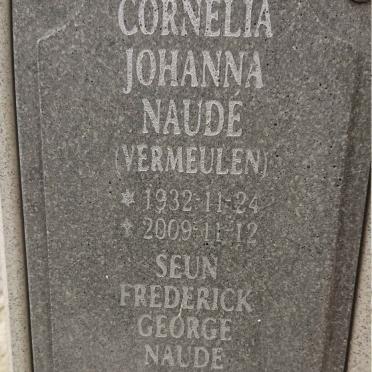 CORNELIA
JOHANNA
NAUDÉ
(VERMEULEN)
* 1932-11-24
✝ 2009-11-12
SEUN
FREDERICK
GEORGE
NAUDÉ